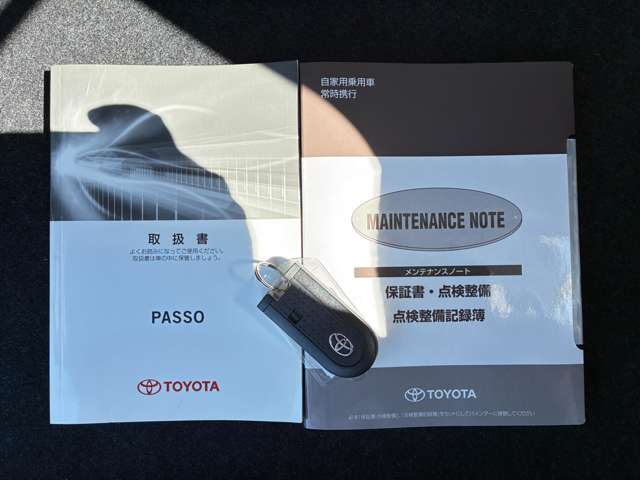 取扱書
よくお読みになってご使用ください。
取扱書は車の中に保管しましょう。
PASSO
TOYOTA
自家用乗用車
常時携行
MAINTENANCE NOTE
メンテナンスノート
保証書・点検整備
点検整備記録簿
TOYOTA